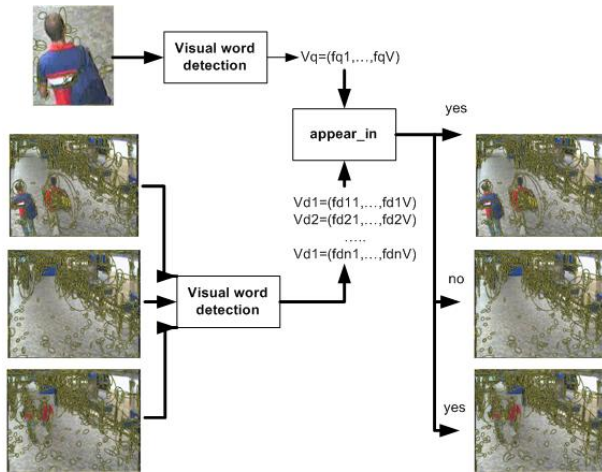 Visual word
detection
Vq=(fq1,...,fqV)
yes
appear_in
Vd1=(fd11,...,fd1V)
Vd2=(fd21,...,fd2V)
.....
Vd1=(fdn1,...,fdnV)
Visual word
detection
no
yes